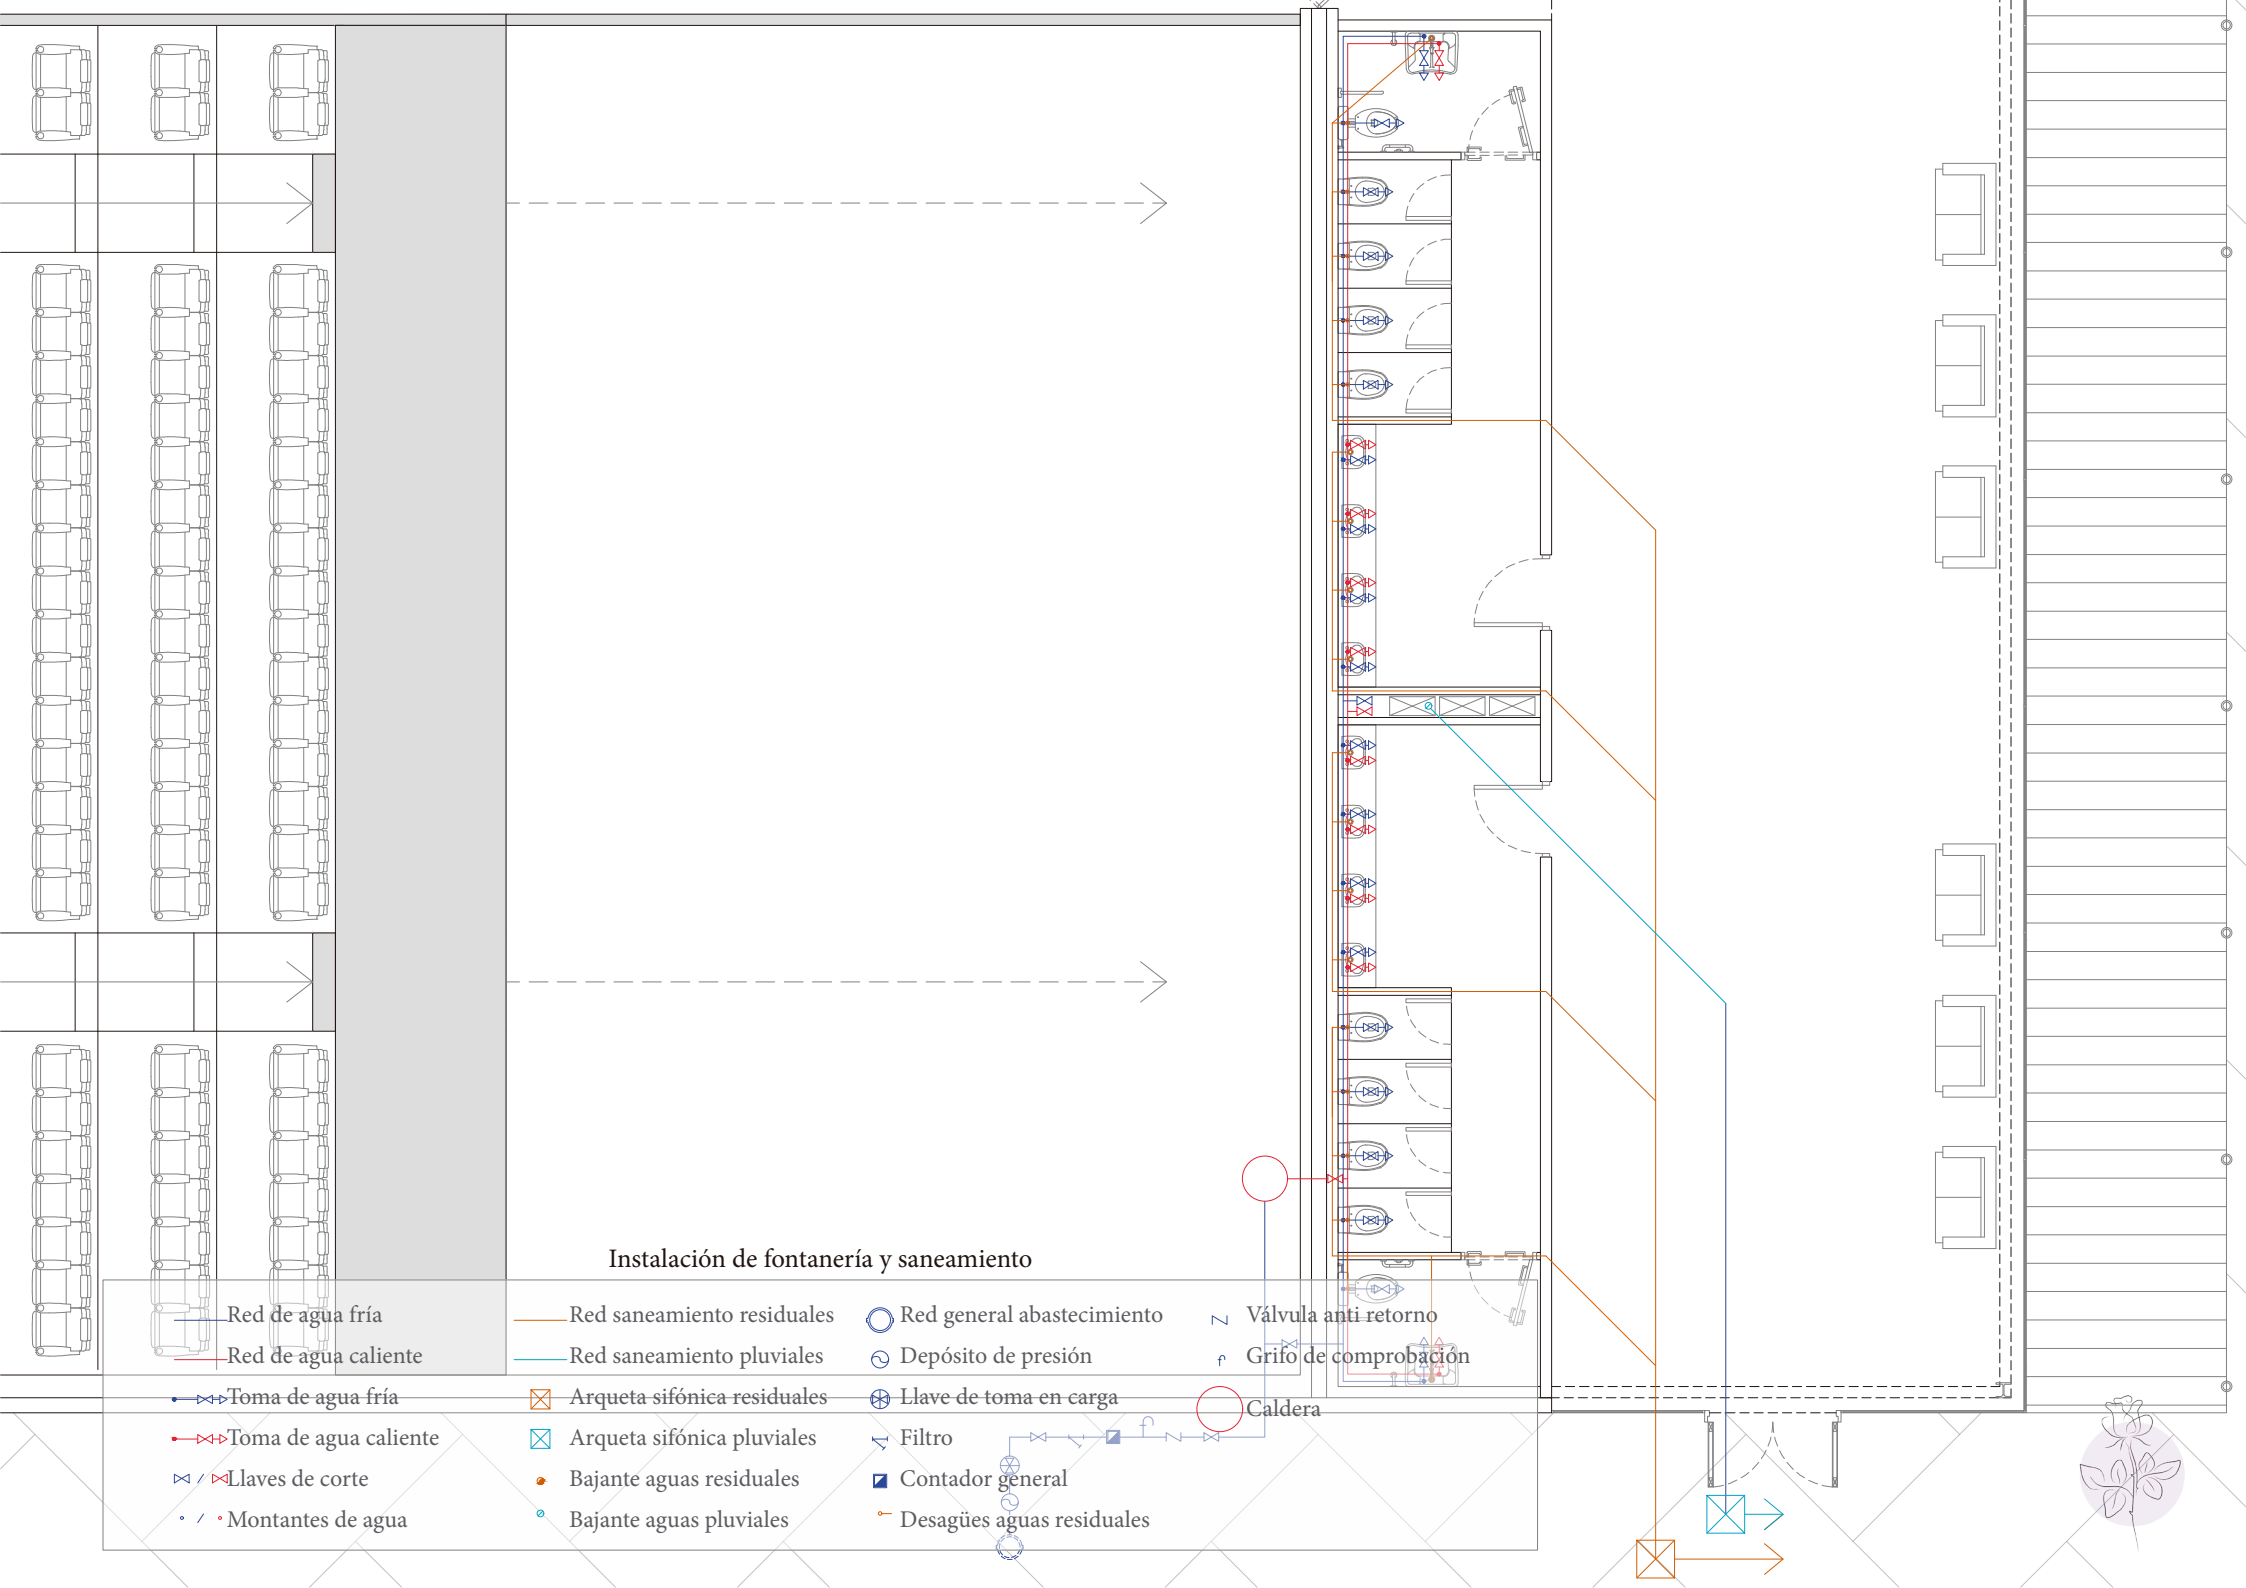 Instalación de fontanería y saneamiento
Red de agua fría
Red de agua caliente
Toma de agua fría
Toma de agua caliente
Llaves de corte
Montantes de agua
Red saneamiento residuales
Red saneamiento pluviales
Arqueta sifónica residuales
Arqueta sifónica pluviales
Bajante aguas residuales
Bajante aguas pluviales
Red general abastecimiento
Depósito de presión
Llave de toma en carga
Filtro
Contador general
Desagües aguas residuales
Válvula anti retorno
Grifo de comprobación
Caldera